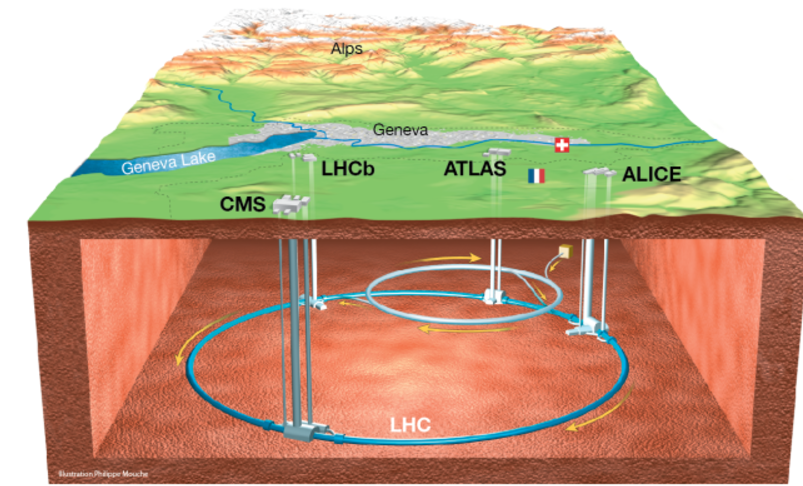 Alps
Geneva
Geneva Lake
LHCb
ATLAS
ALICE
CMS
LHC
Illustration Philippe Mouche